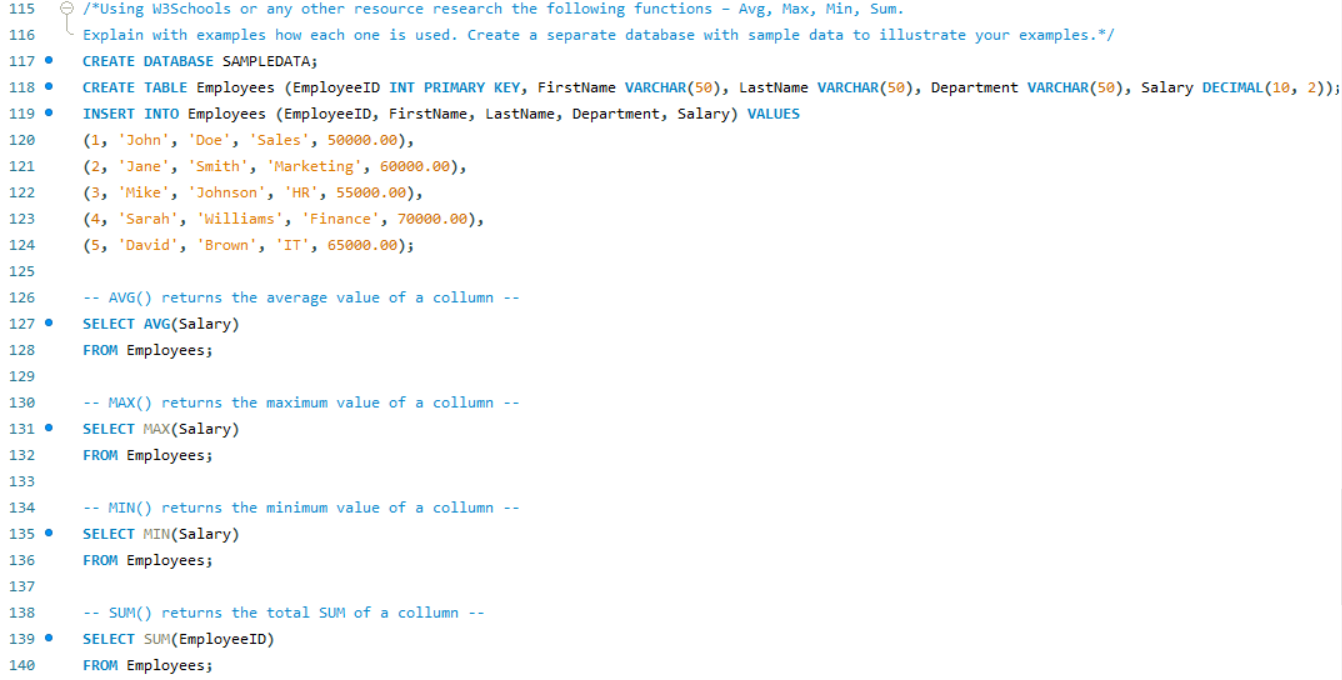 115 /*Using W3Schools or any other resource research the following functions – Avg, Max, Min, Sum.
116 Explain with examples how each one is used. Create a separate database with sample data to illustrate your examples.*/
117 CREATE DATABASE SAMPLEDATA;
118 CREATE TABLE Employees (EmployeeID INT PRIMARY KEY, FirstName VARCHAR(50), LastName VARCHAR(50), Department VARCHAR(50), Salary DECIMAL(10, 2));
119 INSERT INTO Employees (EmployeeID, FirstName, LastName, Department, Salary) VALUES
120 (1, 'John', 'Doe', 'Sales', 50000.00),
121 (2, 'Jane', 'Smith', 'Marketing', 60000.00),
122 (3, 'Mike', 'Johnson', 'HR', 55000.00),
123 (4, 'Sarah', 'Williams', 'Finance', 70000.00),
124 (5, 'David', 'Brown', 'IT', 65000.00);
125
126 -- AVG() returns the average value of a collumn --
127 SELECT AVG(Salary)
128 FROM Employees;
129
130 -- MAX() returns the maximum value of a collumn --
131 SELECT MAX(Salary)
132 FROM Employees;
133
134 -- MIN() returns the minimum value of a collumn --
135 SELECT MIN(Salary)
136 FROM Employees;
137
138 -- SUM() returns the total SUM of a collumn --
139 SELECT SUM(EmployeeID)
140 FROM Employees;